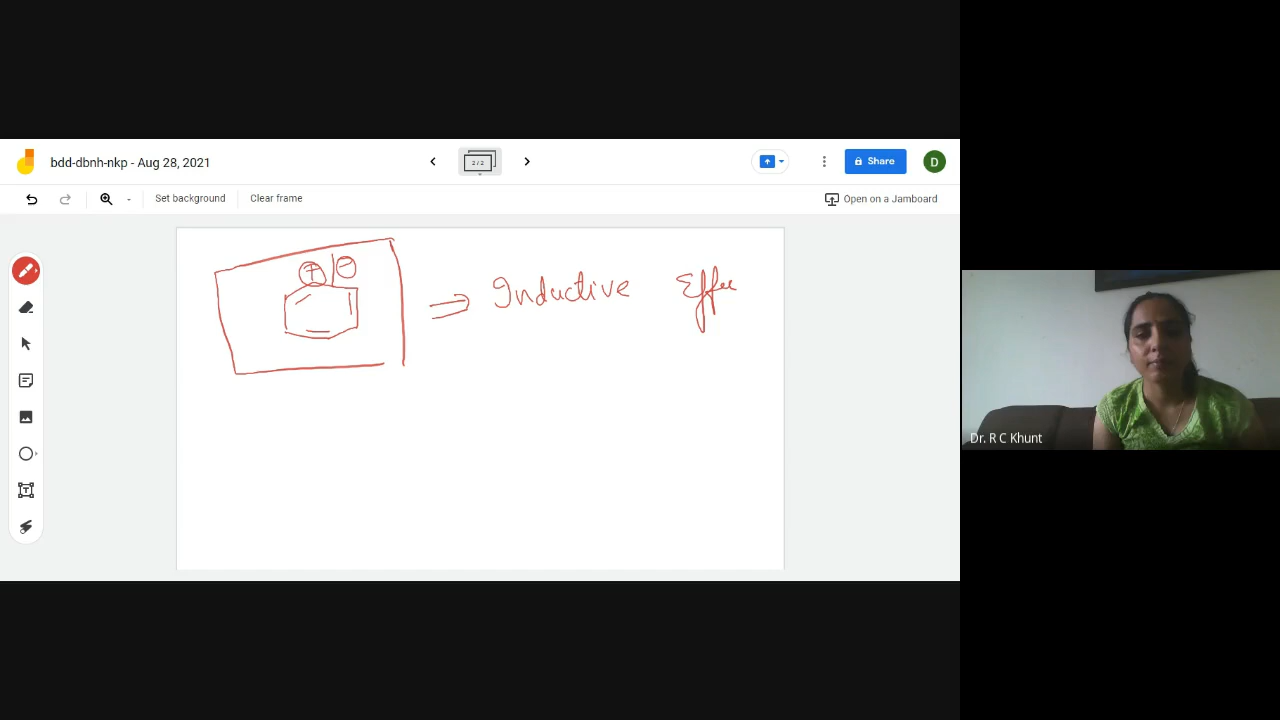 bdd-dbnh-nkp - Aug 28, 2021
2 / 2
Share
D
Set background
Clear frame
Open on a Jamboard
+ | −
⇒ Inductive Effe
Dr. R C Khunt